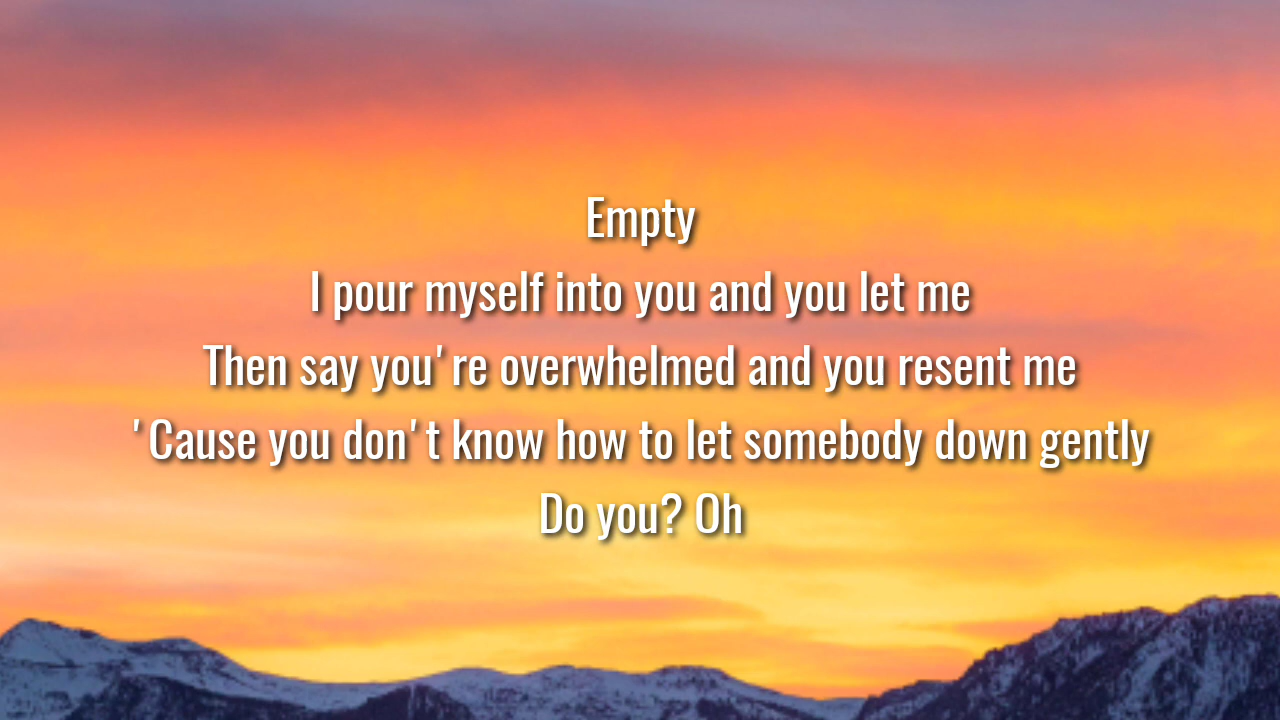 Empty
I pour myself into you and you let me
Then say you're overwhelmed and you resent me
'Cause you don't know how to let somebody down gently
Do you? Oh